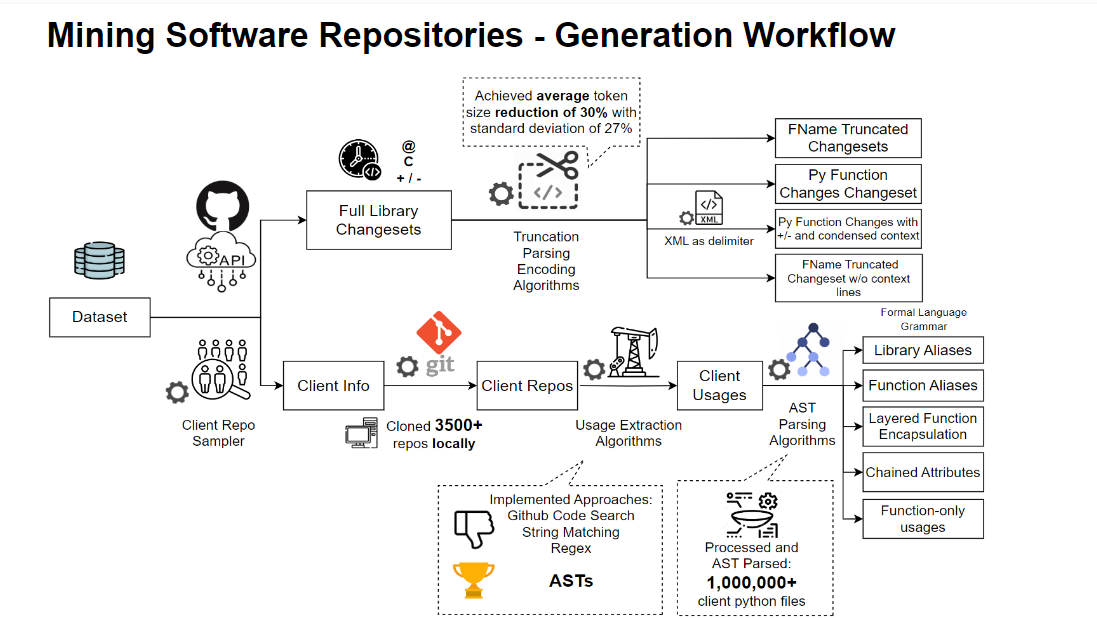 Mining Software Repositories - Generation Workflow
Achieved average token
size reduction of 30% with
standard deviation of 27%
@
C
+ / -
Full Library
Changesets
API
Truncation
Parsing
Encoding
Algorithms
XML
XML as delimiter
FName Truncated
Changesets
Py Function
Changes Changeset
Py Function Changes with
+/- and condensed context
FName Truncated
Changeset w/o context
lines
Dataset
Client Repo
Sampler
Client Info
git
Cloned 3500+
repos locally
Client Repos
Usage Extraction
Algorithms
Client
Usages
AST
Parsing
Algorithms
Formal Language
Grammar
Library Aliases
Function Aliases
Layered Function
Encapsulation
Chained Attributes
Function-only
usages
Implemented Approaches:
Github Code Search
String Matching
Regex
ASTs
Processed and
AST Parsed:
1,000,000+
client python files